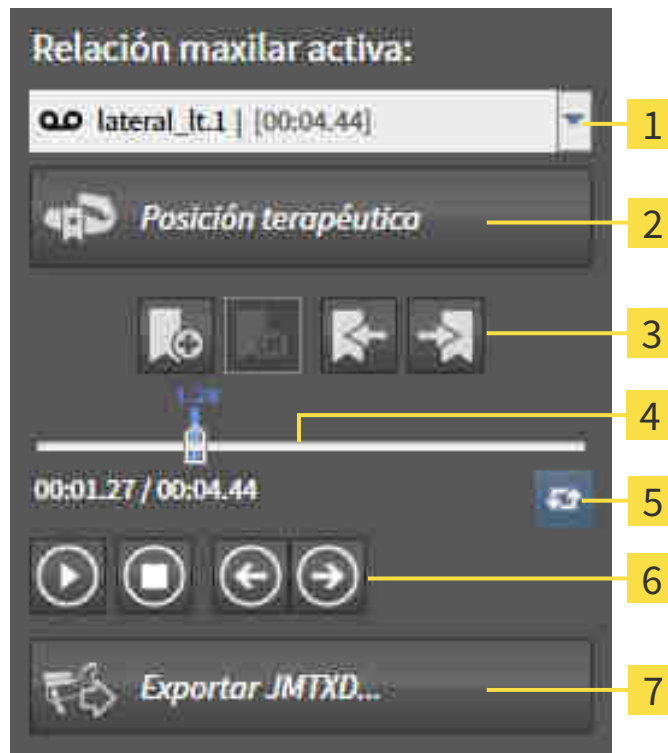 Relación maxilar activa:
lateral_lt.1 | [00:04.44]
1
Posición terapéutica
2
3
4
00:01.27 / 00:04.44
5
6
Exportar JMTXD...
7